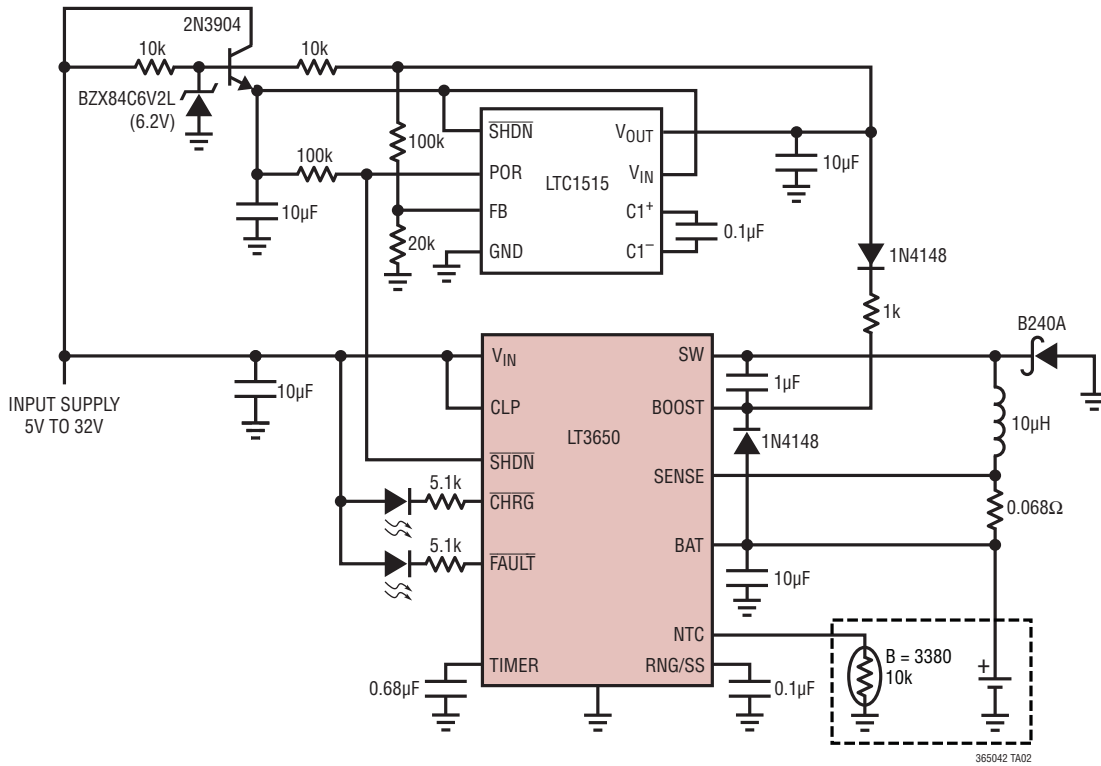 2N3904
10k
10k
BZX84C6V2L
(6.2V)
100k
100k
10µF
20k
SHDN
POR
FB
GND
LTC1515
VOUT
VIN
C1+
C1–
10µF
0.1µF
1N4148
1k
B240A
INPUT SUPPLY
5V TO 32V
10µF
VIN
CLP
SHDN
CHRG
FAULT
TIMER
5.1k
5.1k
0.68µF
LT3650
SW
BOOST
SENSE
BAT
NTC
RNG/SS
1µF
1N4148
10µH
0.068Ω
10µF
0.1µF
B = 3380
10k
+
365042 TA02